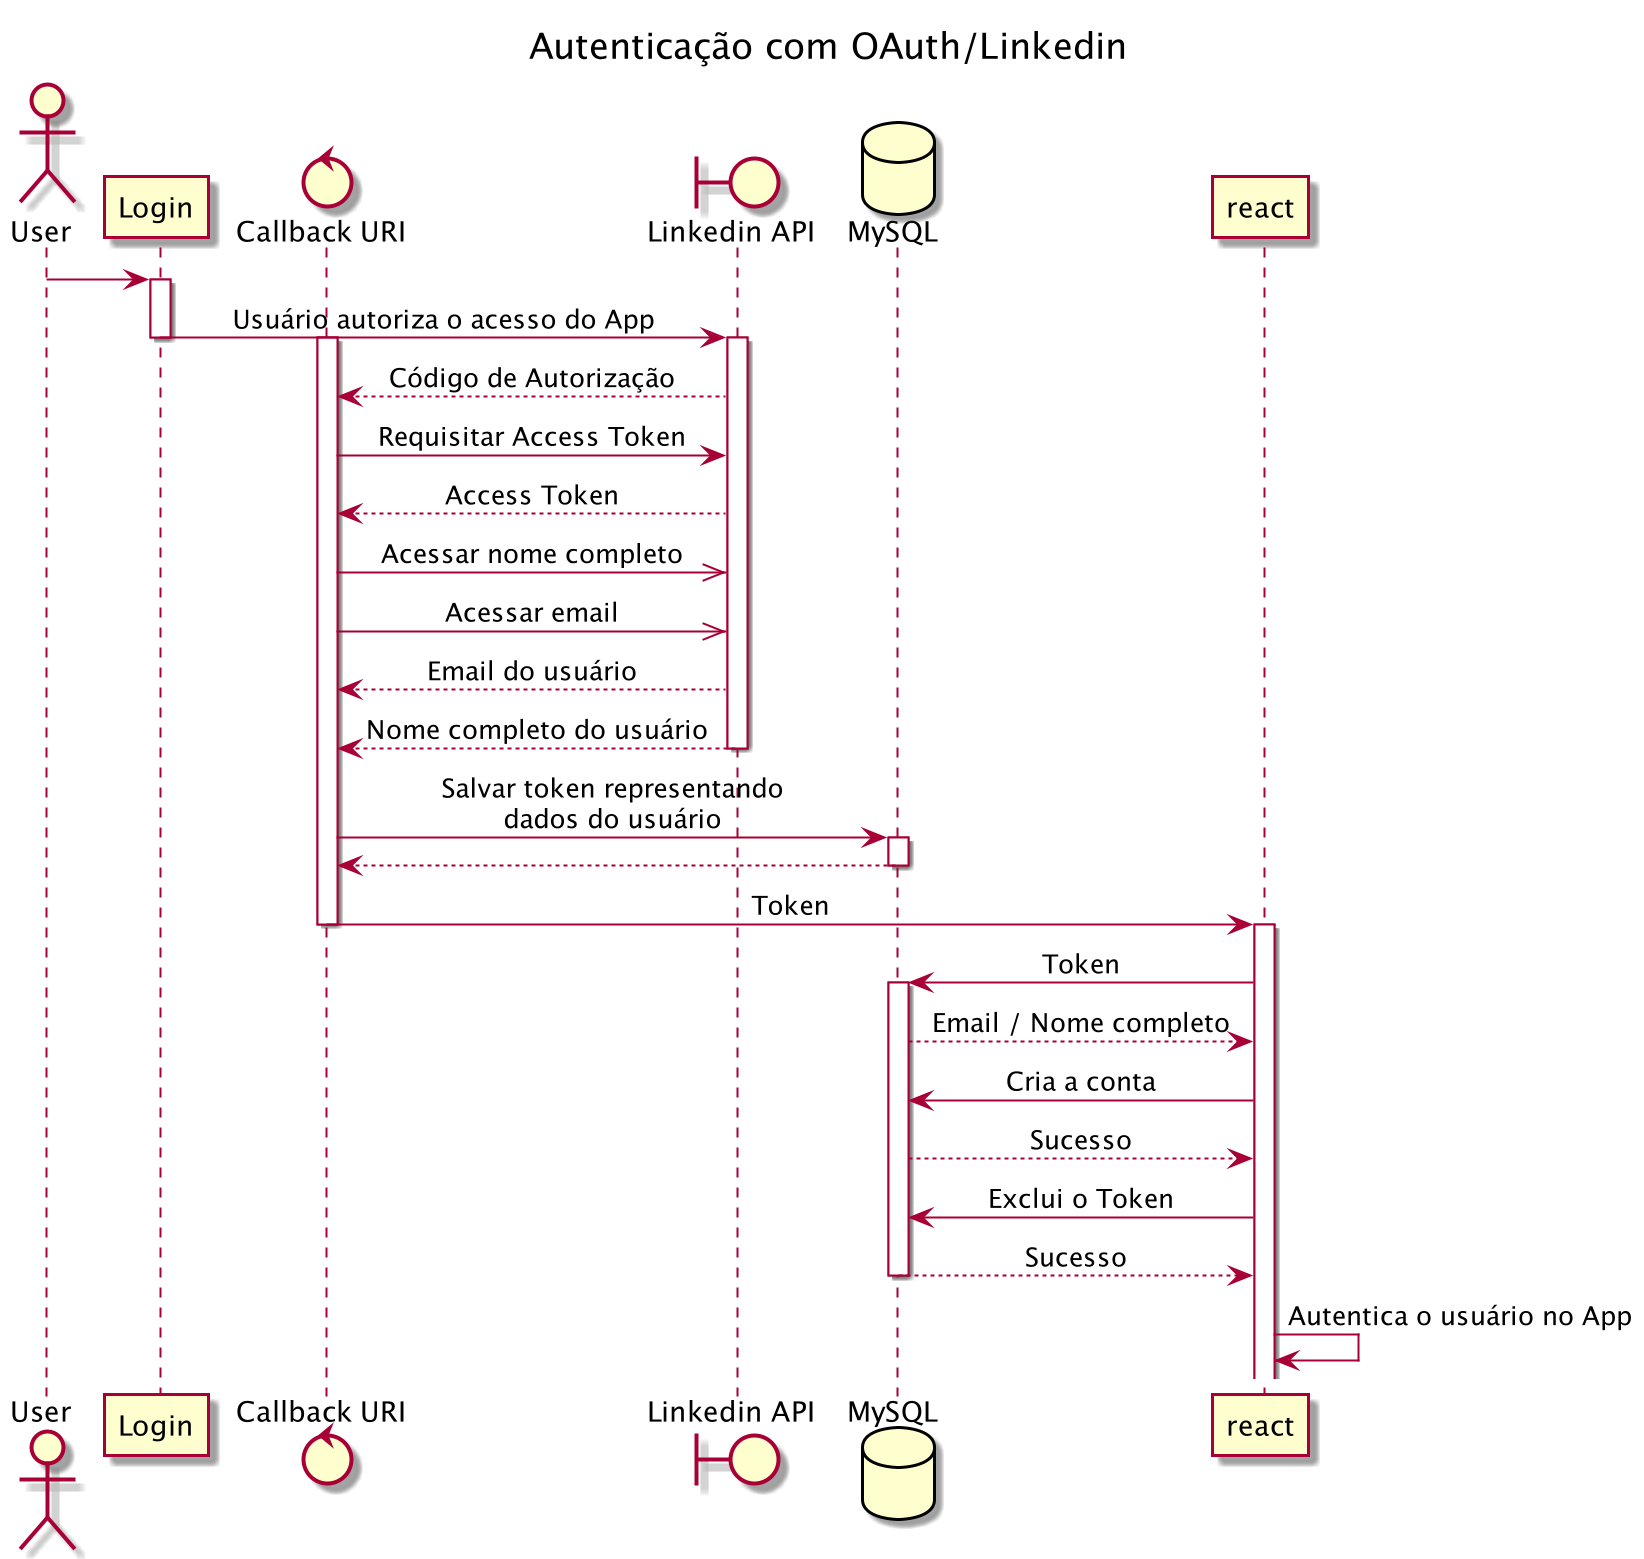 Autenticação com OAuth/Linkedin
User
Login
Callback URI
Linkedin API
MySQL
react
Usuário autoriza o acesso do App
Código de Autorização
Requisitar Access Token
Access Token
Acessar nome completo
Acessar email
Email do usuário
Nome completo do usuário
Salvar token representando
dados do usuário
Token
Token
Email / Nome completo
Cria a conta
Sucesso
Exclui o Token
Sucesso
Autentica o usuário no App
User
Login
Callback URI
Linkedin API
MySQL
react